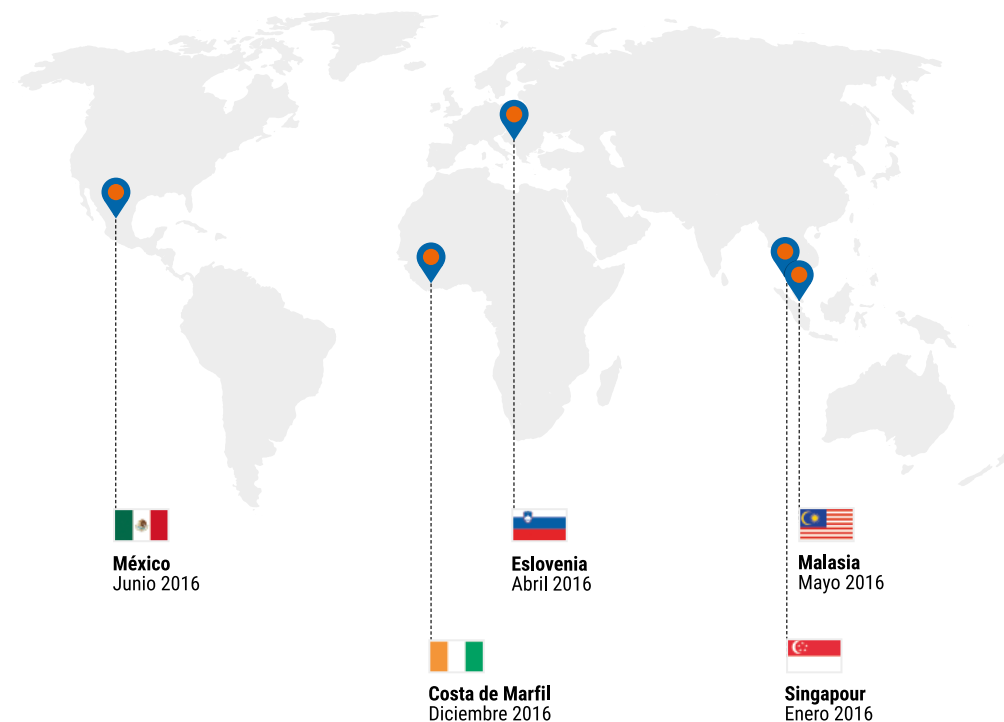 México
Junio 2016
Eslovenia
Abril 2016
Malasia
Mayo 2016
Costa de Marfil
Diciembre 2016
Singapour
Enero 2016